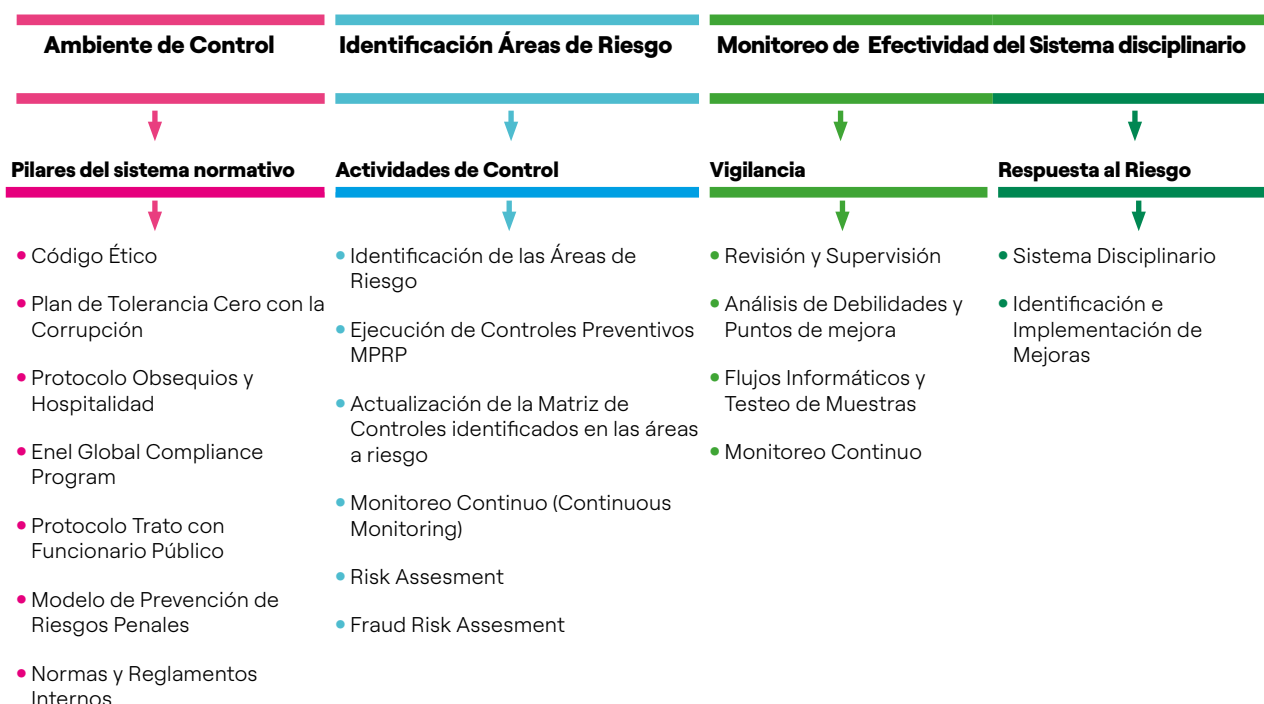 Ambiente de Control
Identificación Áreas de Riesgo
Monitoreo de Efectividad del Sistema disciplinario
Pilares del sistema normativo
Código Ético
Plan de Tolerancia Cero con la
Corrupción
Protocolo Obsequios y
Hospitalidad
Enel Global Compliance
Program
Protocolo Trato con
Funcionario Público
Modelo de Prevención de
Riesgos Penales
Normas y Reglamentos
Internos
Actividades de Control
Identificación de las Áreas de
Riesgo
Ejecución de Controles Preventivos
MPRP
Actualización de la Matriz de
Controles identificados en las áreas
a riesgo
Monitoreo Continuo (Continuous
Monitoring)
Risk Assesment
Fraud Risk Assesment
Vigilancia
Revisión y Supervisión
Análisis de Debilidades y
Puntos de mejora
Flujos Informáticos y
Testeo de Muestras
Monitoreo Continuo
Respuesta al Riesgo
Sistema Disciplinario
Identificación e
Implementación de
Mejoras